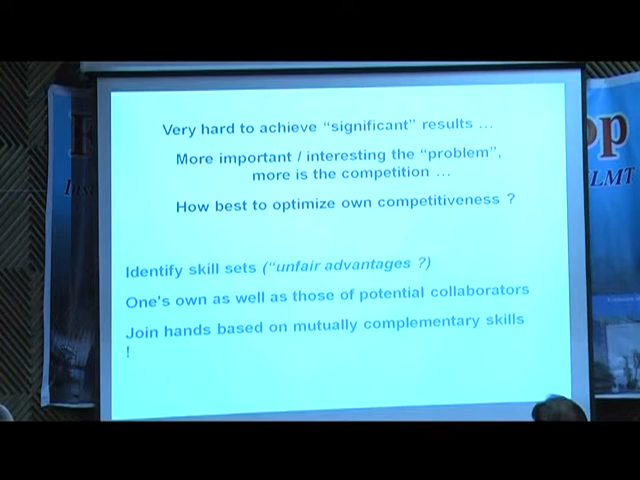 Very hard to achieve “significant” results ...
More important / interesting the “problem”,
more is the competition ...
How best to optimize own competitiveness ?
Identify skill sets (“unfair advantages ?)
One's own as well as those of potential collaborators
Join hands based on mutually complementary skills
!
op
LMT